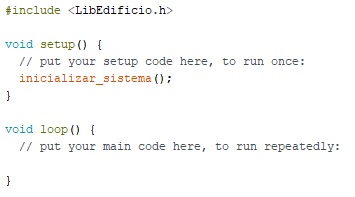 #include <LibEdificio.h>
void setup() {
// put your setup code here, to run once:
inicializar_sistema();
}
void loop() {
// put your main code here, to run repeatedly:
}